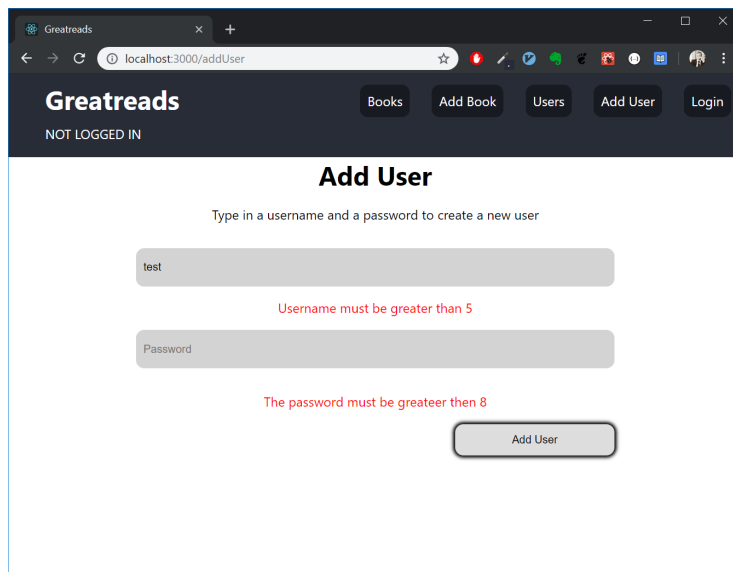 Greatreads
localhost:3000/addUser
Greatreads
Books
Add Book
Users
Add User
Login
NOT LOGGED IN
Add User
Type in a username and a password to create a new user
test
Username must be greater than 5
Password
The password must be greateer then 8
Add User